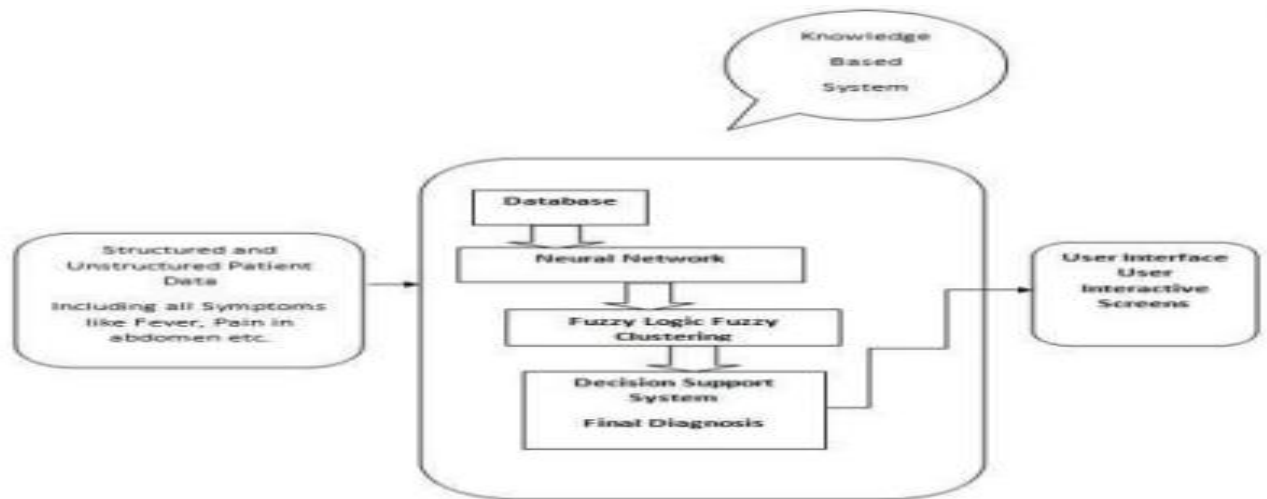 Knowledge
Based
System
Database
Structured and
Unstructured Patient
Data
Including all Symptoms
like Fever, Pain in
abdomen etc.
Neural Network
Fuzzy Logic Fuzzy
Clustering
Decision Support
System
Final Diagnosis
User Interface
User
Interactive
Screens